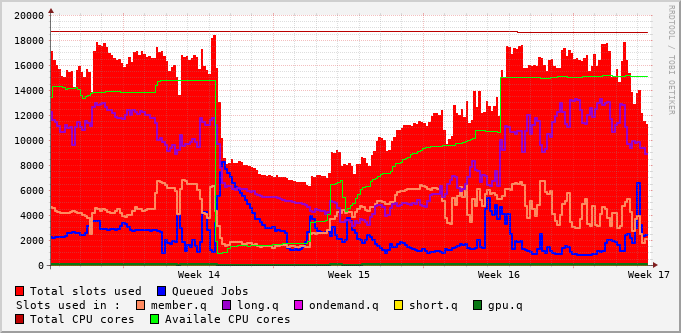 20000
18000
16000
14000
12000
10000
8000
6000
4000
2000
0
Week 14 Week 15 Week 16 Week 17
Total slots used Queued Jobs
Slots used in : member.q long.q ondemand.q short.q gpu.q
Total CPU cores Availale CPU cores
RRDTOOL / TOBI OETIKER